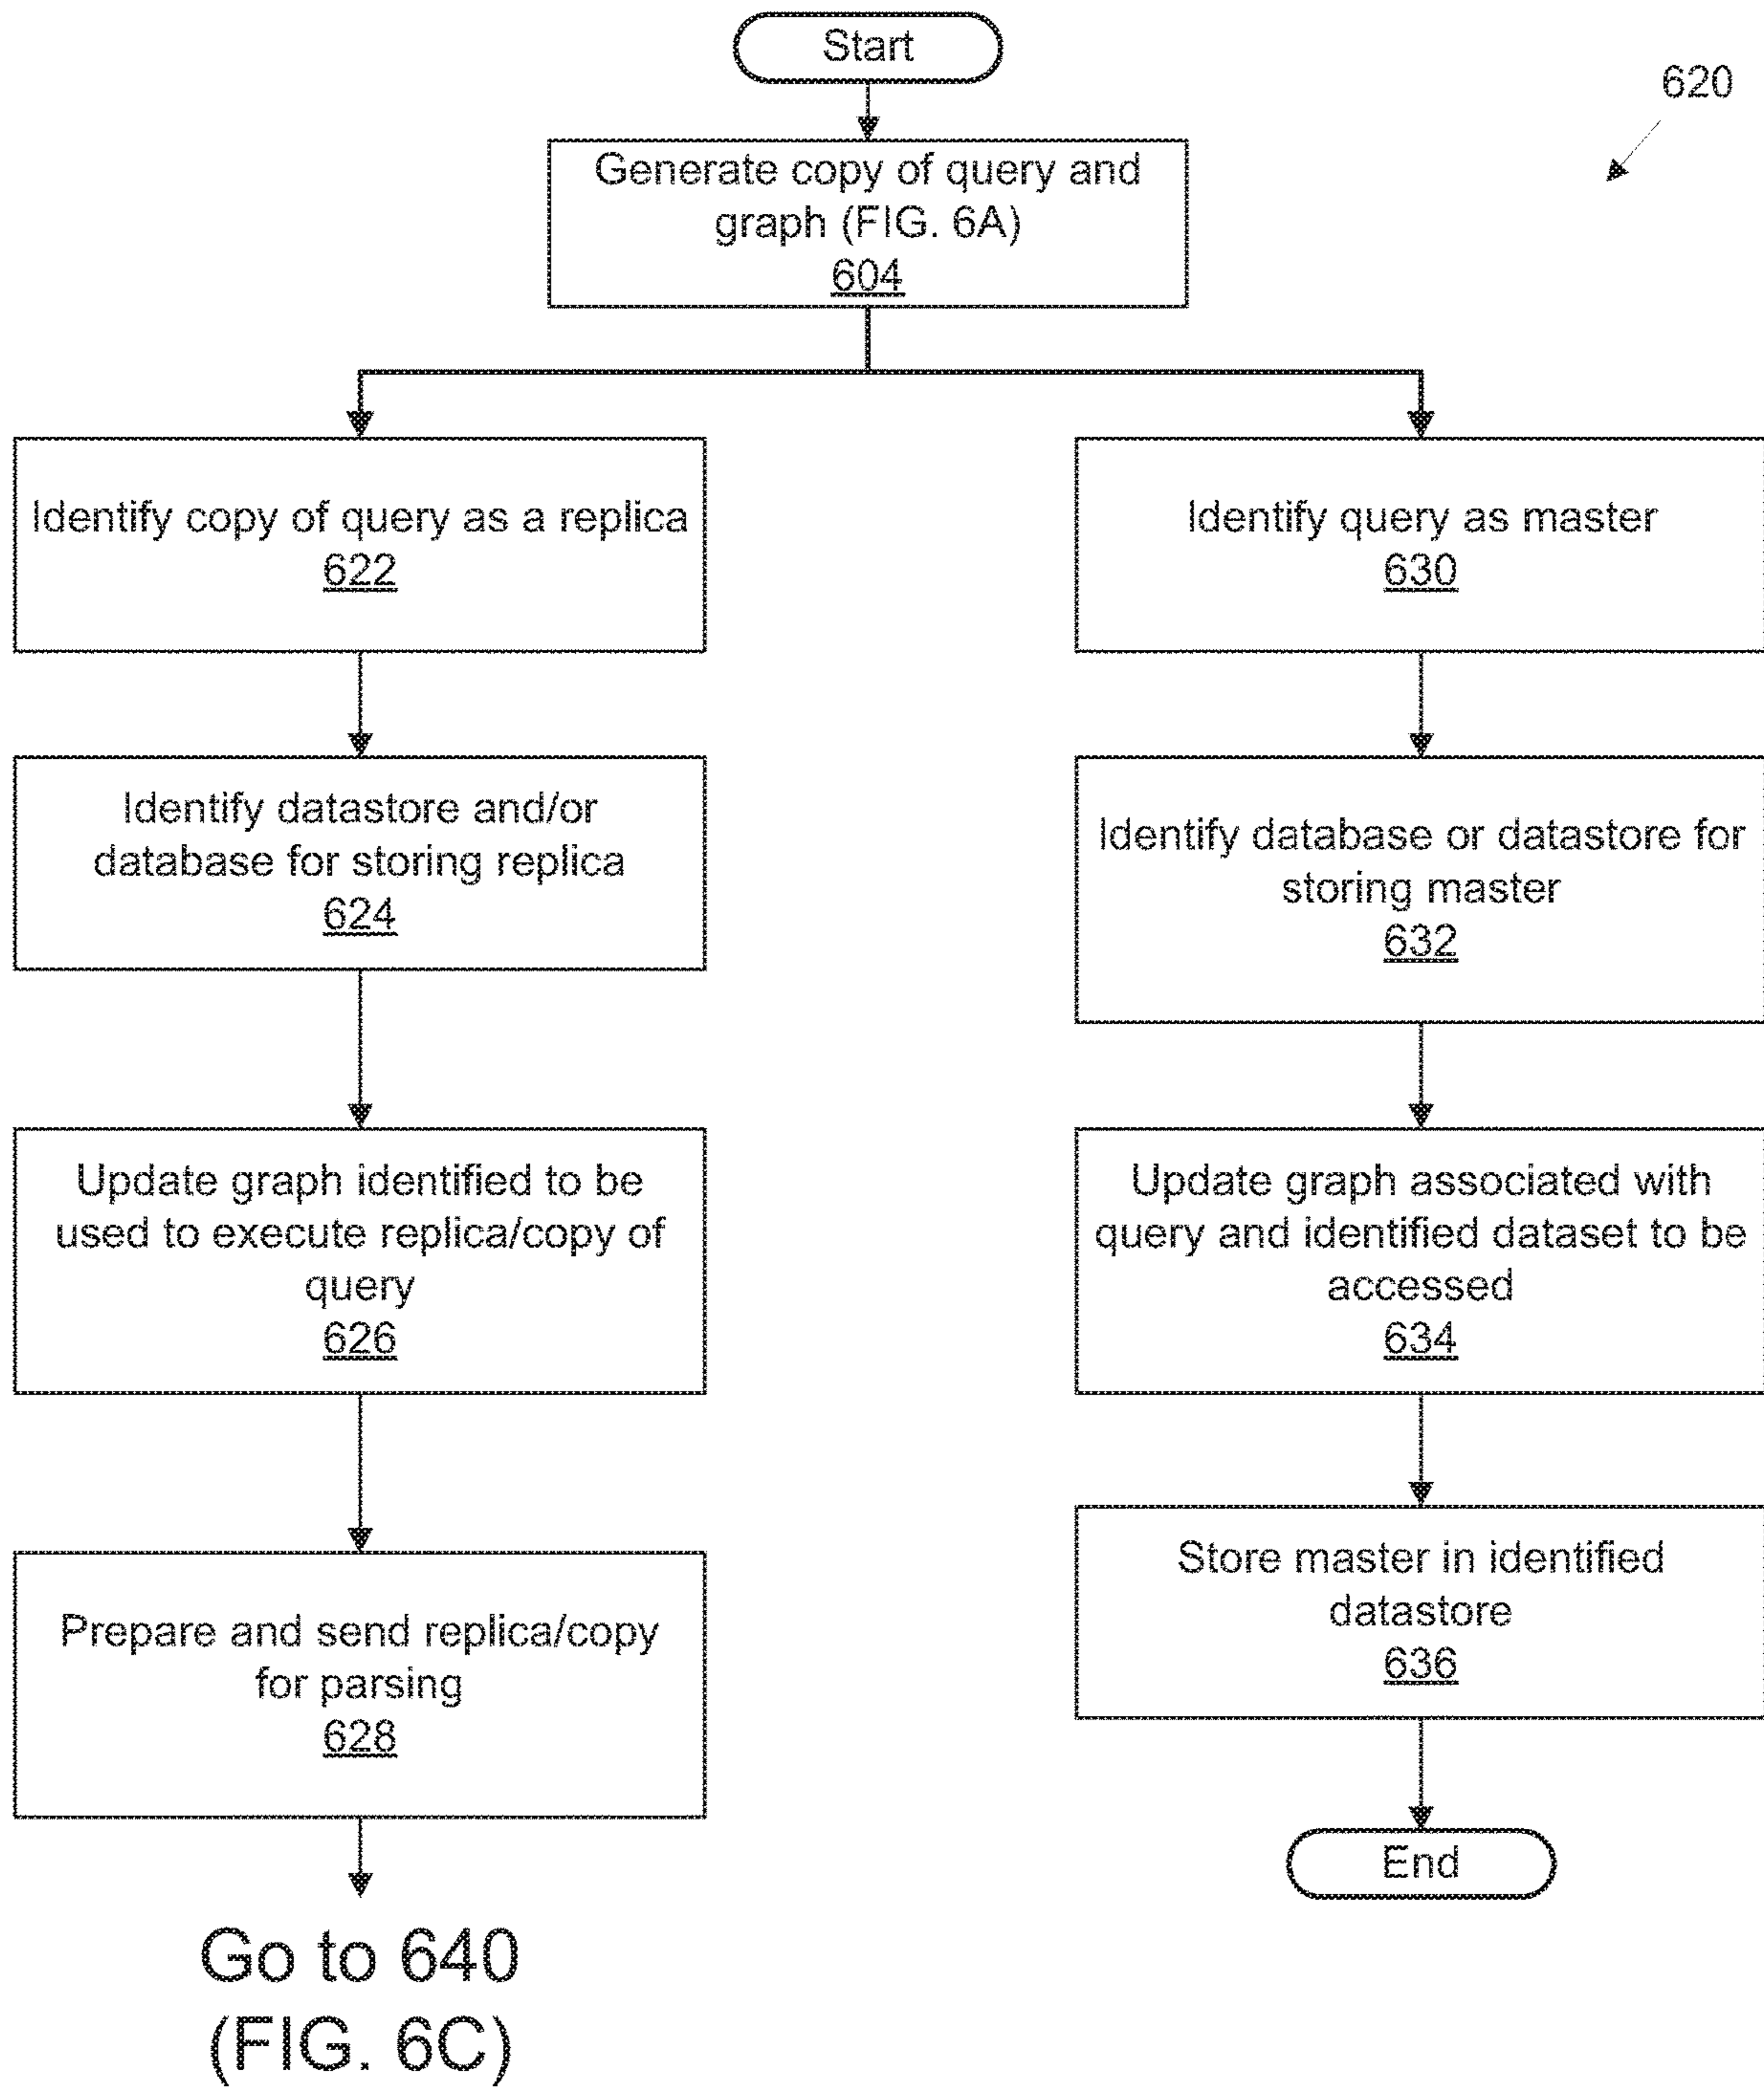 Start
620
Generate copy of query and
graph (FIG. 6A)
604
Identify copy of query as a replica
622
Identify query as master
630
Identify datastore and/or
database for storing replica
624
Identify database or datastore for
storing master
632
Update graph identified to be
used to execute replica/copy of
query
626
Update graph associated with
query and identified dataset to be
accessed
634
Prepare and send replica/copy
for parsing
628
Store master in identified
datastore
636
End
Go to 640
(FIG. 6C)